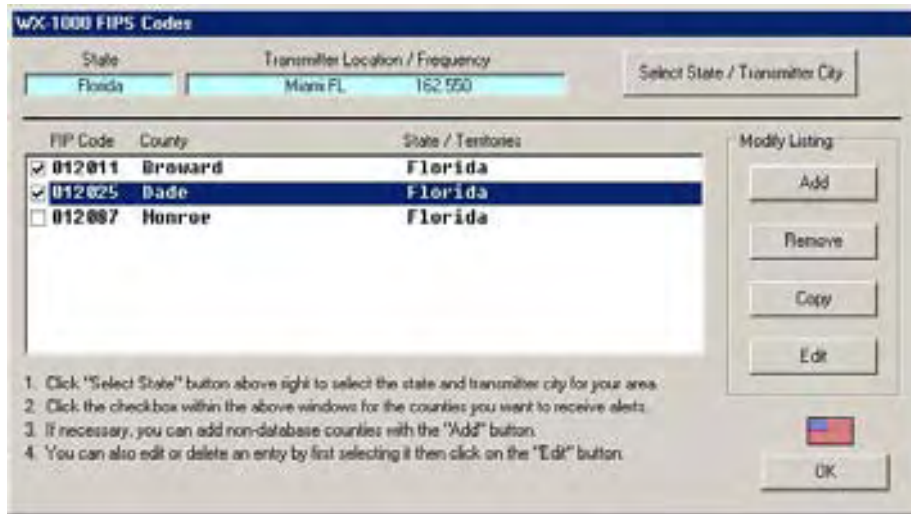 WX-1000 FIPS Codes
State Transmitter Location / Frequency
Select State / Transmitter City
Florida Miami FL 162.550
FIP Code County State / Territories Modify Listing
012011 Broward Florida
Add
012025 Dade Florida
012087 Monroe Florida
Remove
Copy
Edit
1. Click "Select State" button above right to select the state and transmitter city for your area.
2. Click the checkbox within the above windows for the counties you want to receive alerts.
3. If necessary, you can add non-database counties with the "Add" button.
4. You can also edit or delete an entry by first selecting it then click on the "Edit" button.
OK